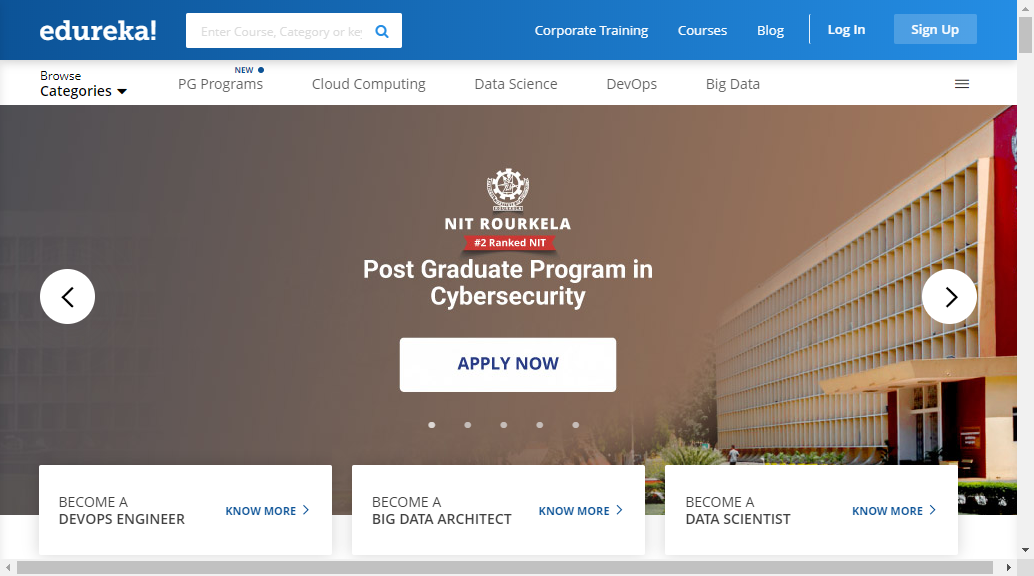 edureka!
Enter Course, Category or ke
Corporate Training
Courses
Blog
Log In
Sign Up
Browse
Categories
NEW
PG Programs
Cloud Computing
Data Science
DevOps
Big Data
NIT ROURKELA
#2 Ranked NIT
Post Graduate Program in
Cybersecurity
APPLY NOW
BECOME A
DEVOPS ENGINEER
KNOW MORE
BECOME A
BIG DATA ARCHITECT
KNOW MORE
BECOME A
DATA SCIENTIST
KNOW MORE